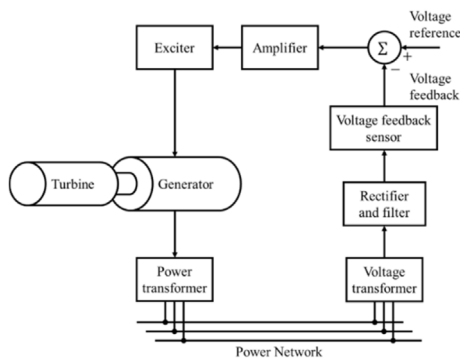 Voltage
reference
Exciter
Amplifier
Σ
+
−
Voltage
feedback
Voltage feedback
sensor
Turbine
Generator
Rectifier
and filter
Power
transformer
Voltage
transformer
Power Network